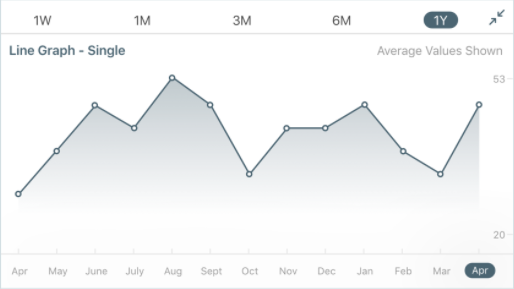 1W 1M 3M 6M 1Y
Line Graph - Single Average Values Shown
53
20
Apr May June July Aug Sept Oct Nov Dec Jan Feb Mar Apr